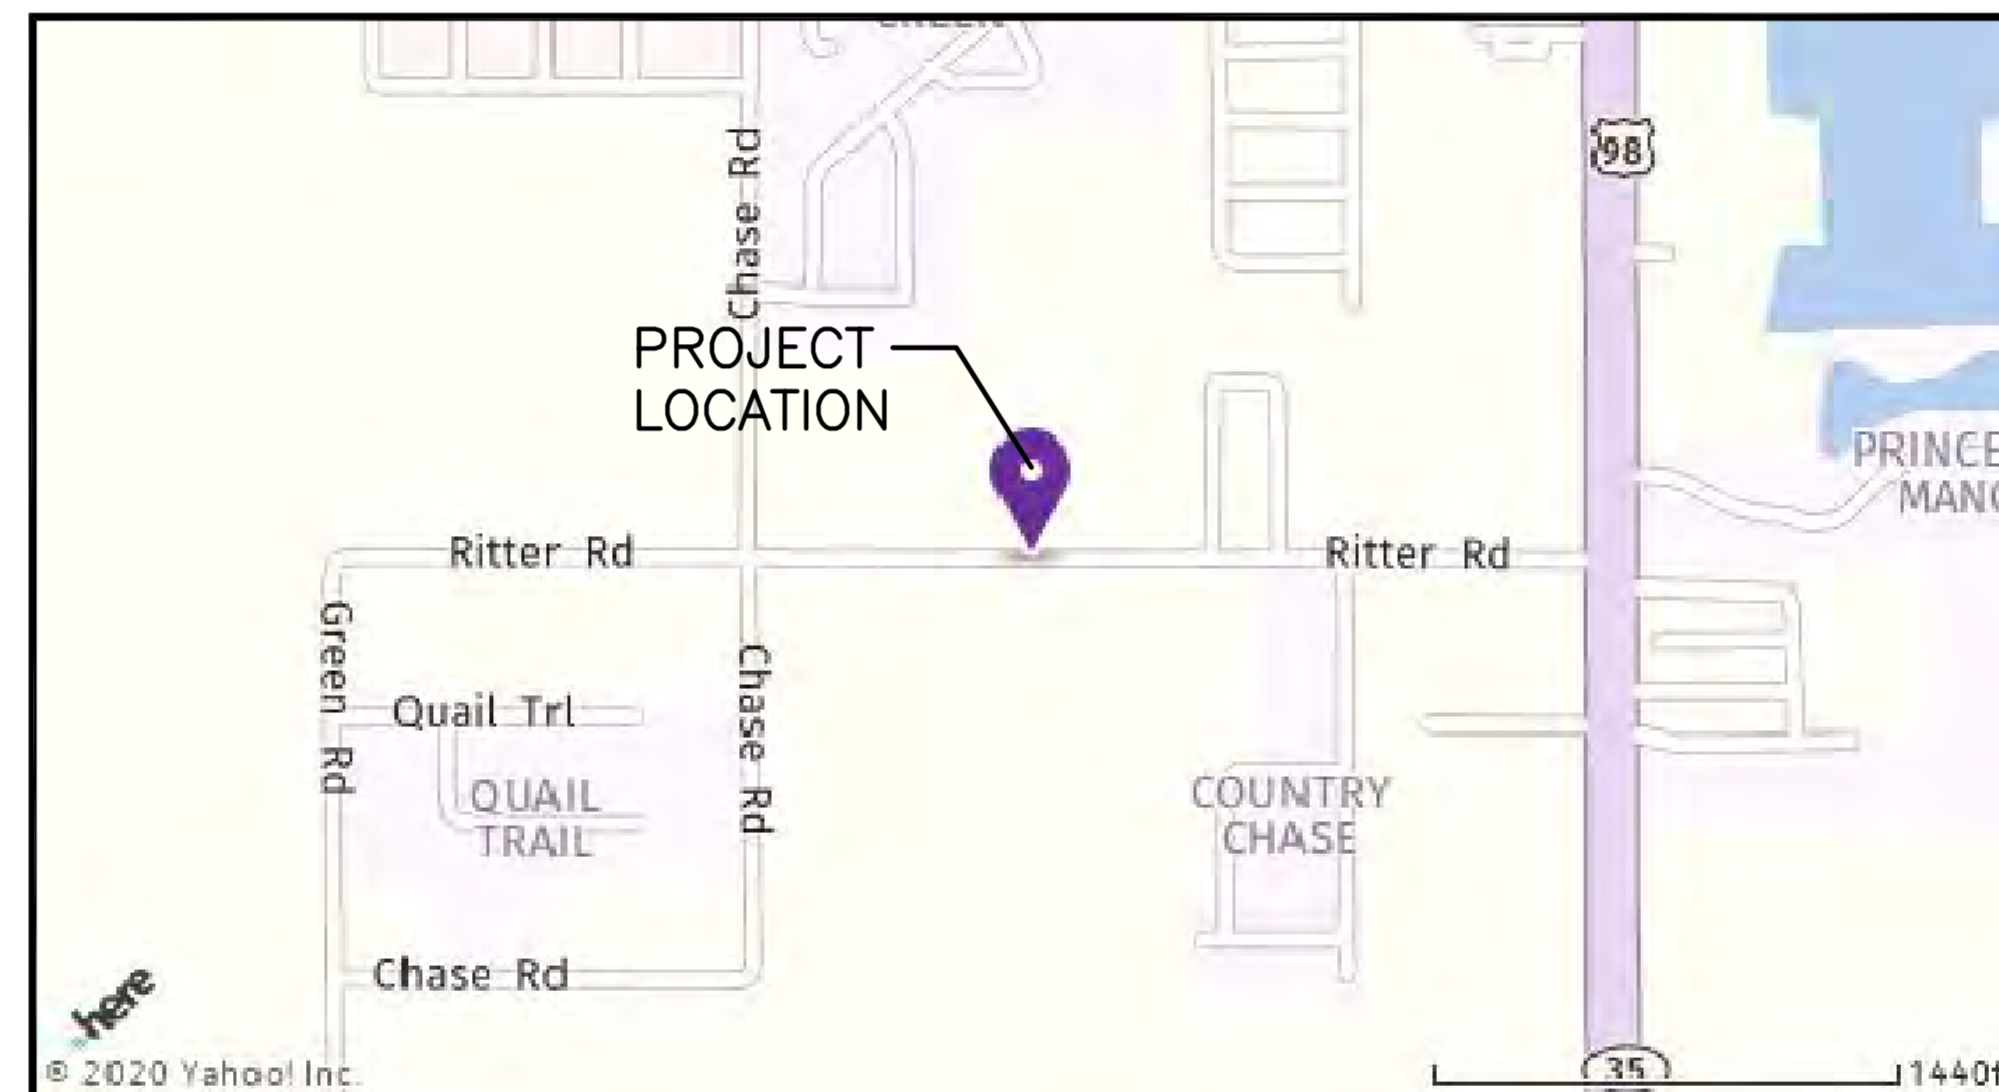 Chase Rd
98
PROJECT
LOCATION
PRINCE
MANO
Ritter Rd
Ritter Rd
Green Rd
Chase Rd
Quail Trl
QUAIL
TRAIL
COUNTRY
CHASE
Chase Rd
here
© 2020 Yahoo! Inc.
35
1440f